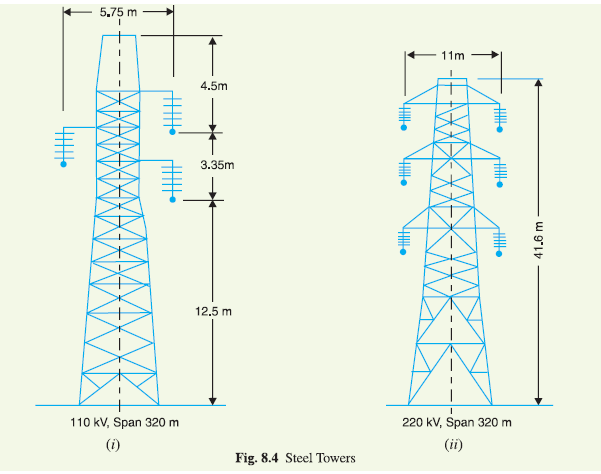 5.75 m
4.5m
3.35m
12.5 m
110 kV, Span 320 m
(i)
11m
41.6 m
220 kV, Span 320 m
(ii)
Fig. 8.4 Steel Towers